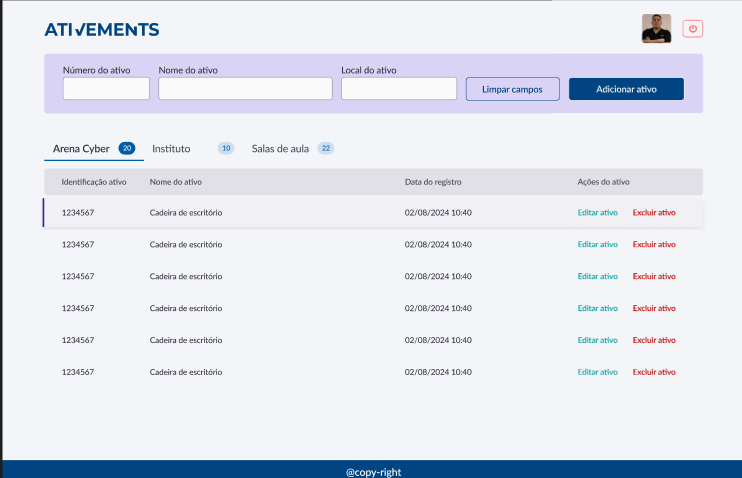 ATIVEMENTS
Número do ativo Nome do ativo Local do ativo
Limpar campos Adicionar ativo
Arena Cyber 20 Instituto 10 Salas de aula 22
Identificação ativo Nome do ativo Data do registro Ações do ativo
1234567 Cadeira de escritório 02/08/2024 10:40 Editar ativo Excluir ativo
1234567 Cadeira de escritório 02/08/2024 10:40 Editar ativo Excluir ativo
1234567 Cadeira de escritório 02/08/2024 10:40 Editar ativo Excluir ativo
1234567 Cadeira de escritório 02/08/2024 10:40 Editar ativo Excluir ativo
1234567 Cadeira de escritório 02/08/2024 10:40 Editar ativo Excluir ativo
1234567 Cadeira de escritório 02/08/2024 10:40 Editar ativo Excluir ativo
@copy-right